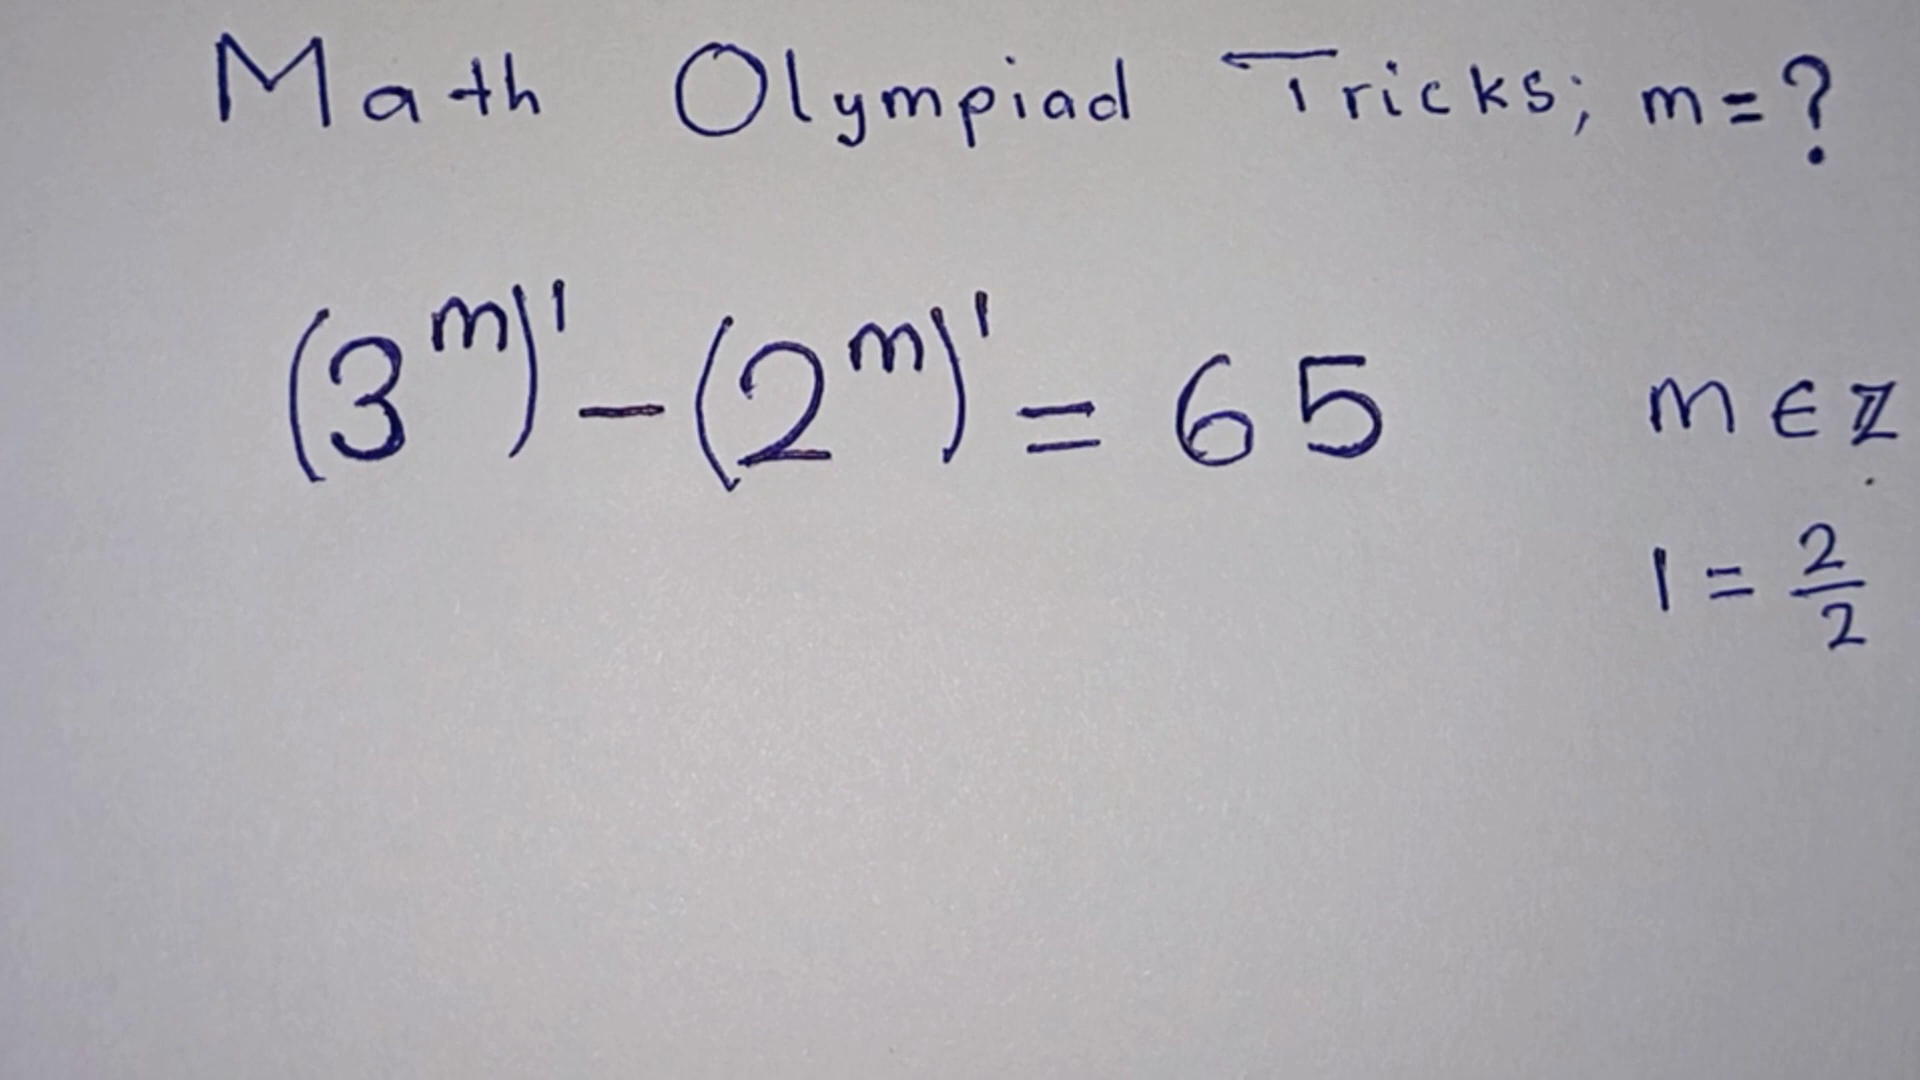 Math Olympiad Tricks; m=?
(3^m)^1 - (2^m)^1 = 65 m ∈ ℤ
1 = 2/2